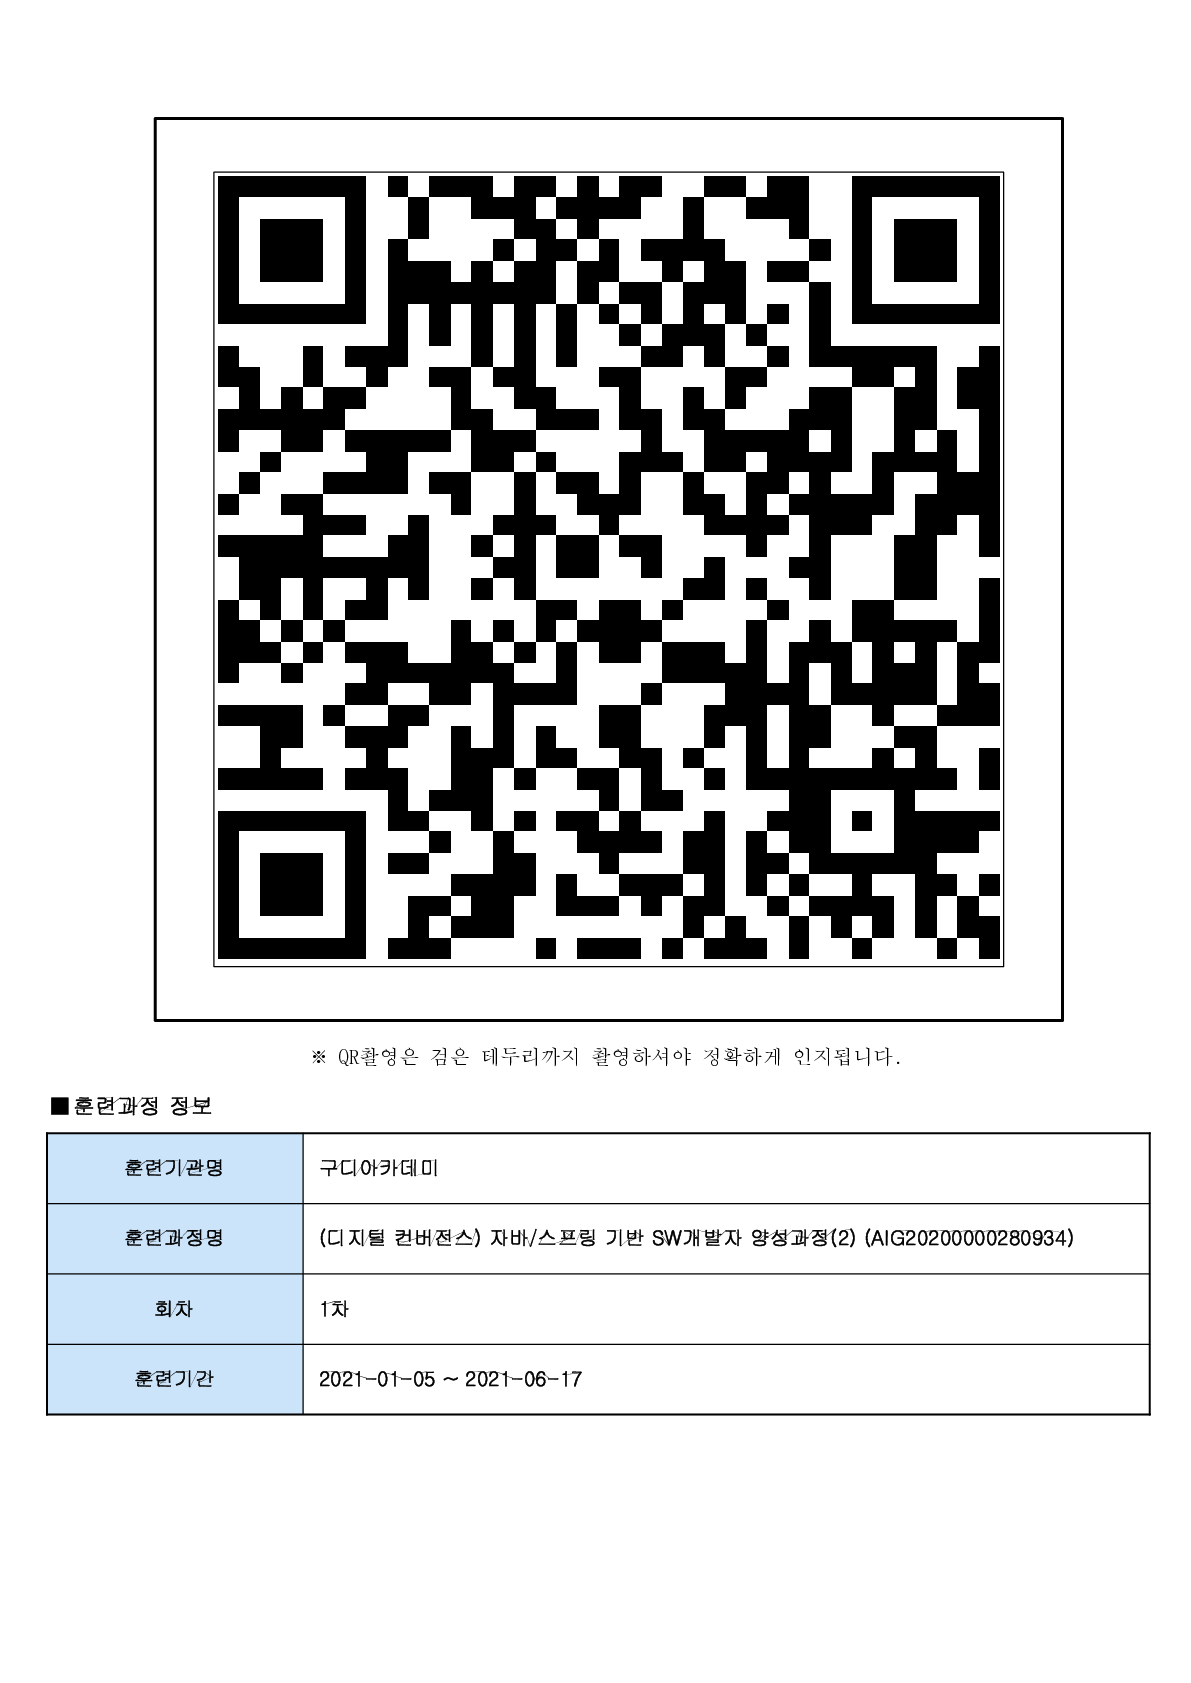 ※ QR촬영은 검은 테두리까지 촬영하셔야 정확하게 인지됩니다.
■훈련과정 정보
훈련기관명 구디아카데미
훈련과정명 (디지털 컨버전스) 자바/스프링 기반 SW개발자 양성과정(2) (AIG20200000280934)
회차 1차
훈련기간 2021-01-05 ~ 2021-06-17